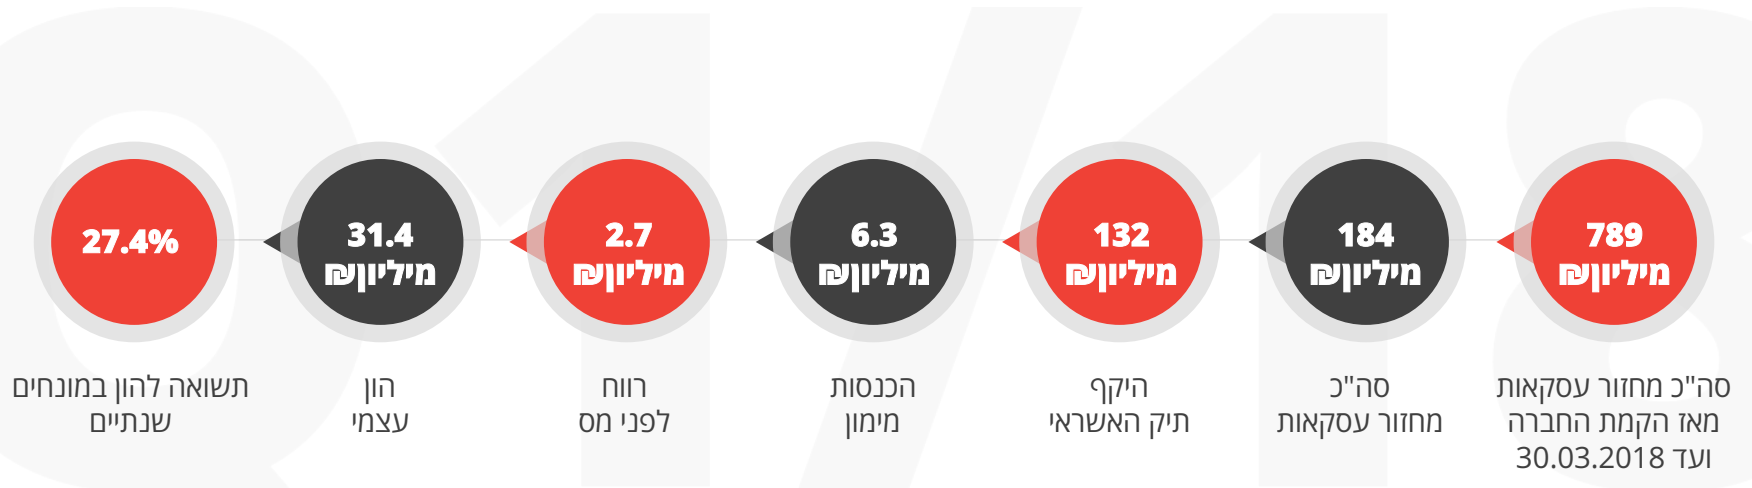 Q1/18
789
מיליון₪
סה"כ מחזור עסקאות
מאז הקמת החברה
ועד 30.03.2018
184
מיליון₪
סה"כ
מחזור עסקאות
132
מיליון₪
היקף
תיק האשראי
6.3
מיליון₪
הכנסות
מימון
2.7
מיליון₪
רווח
לפני מס
31.4
מיליון₪
הון
עצמי
27.4%
תשואה להון במונחים
שנתיים